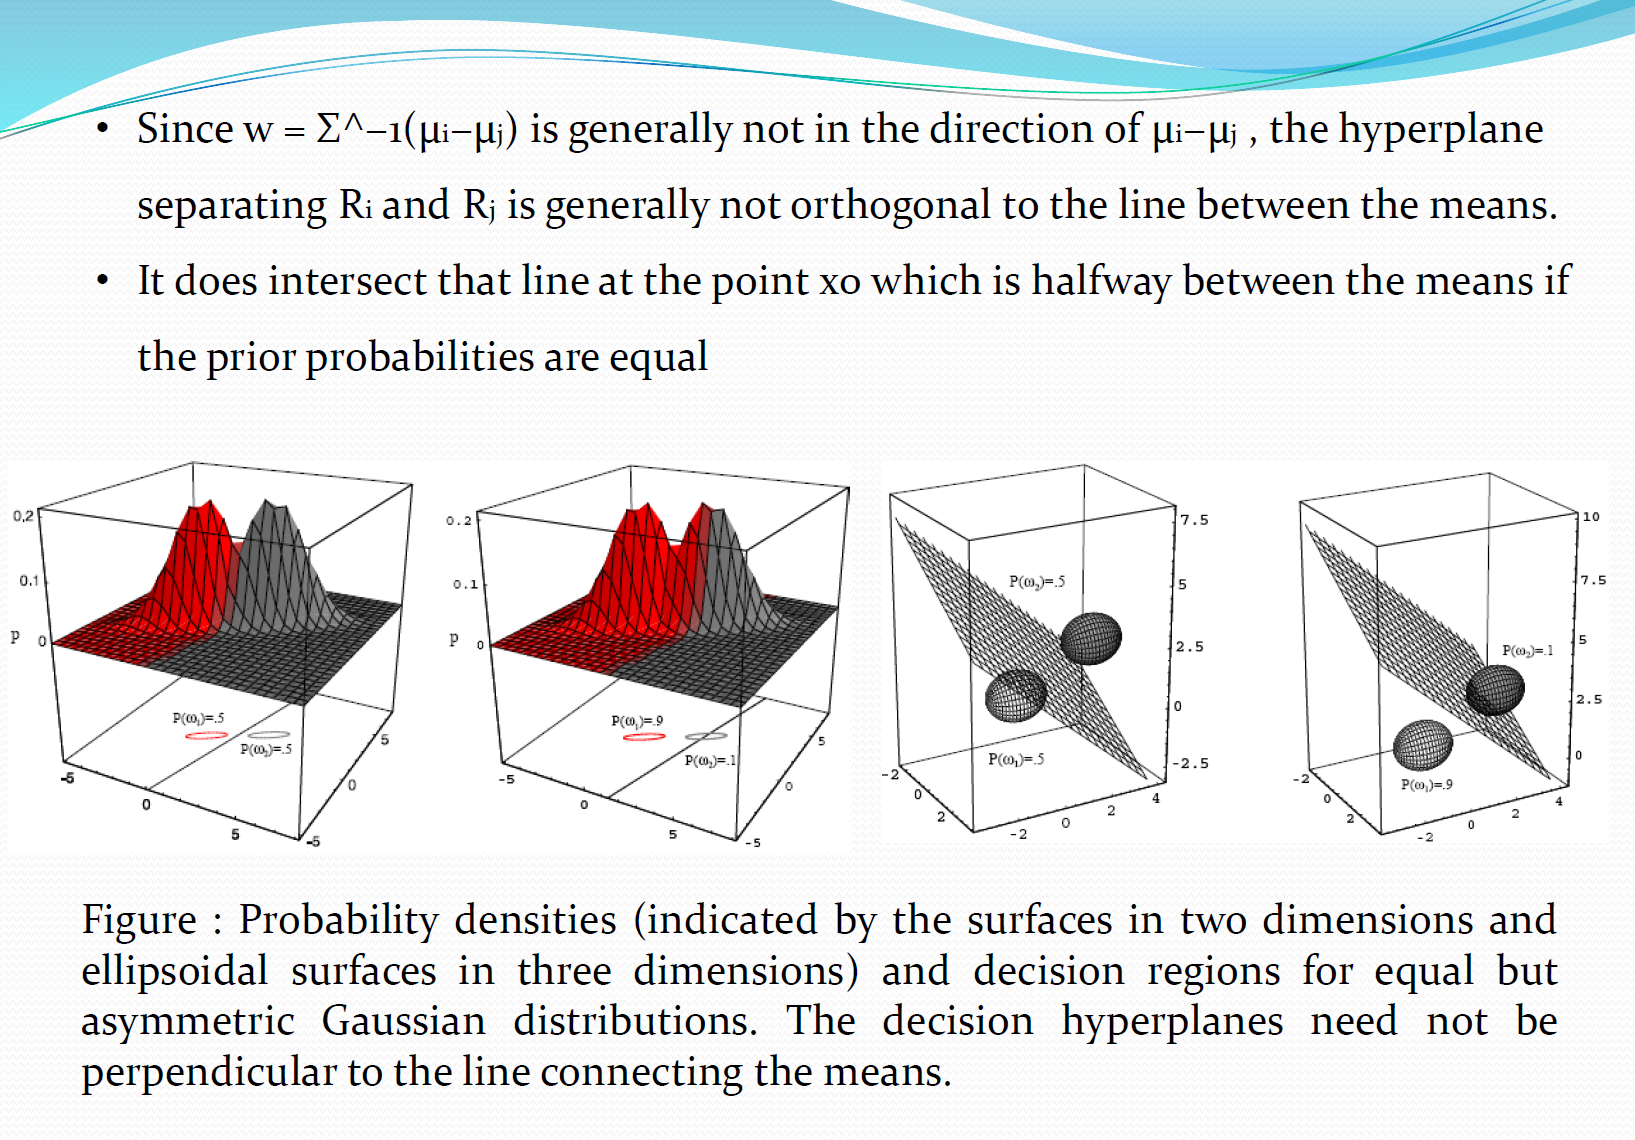 • Since w = Σ^−1(μi−μj) is generally not in the direction of μi−μj , the hyperplane
separating Ri and Rj is generally not orthogonal to the line between the means.
• It does intersect that line at the point x0 which is halfway between the means if
the prior probabilities are equal
0.2
0.1
p 0
P(ω₁)=.5
P(ω₂)=.5
-5
0
5
-5
0
5
0.2
0.1
p 0
P(ω₁)=.9
P(ω₂)=.1
-5
0
5
-5
0
5
7.5
5
2.5
0
-2.5
P(ω₂)=.5
P(ω₁)=.5
-2
0
2
-2
0
2
4
10
7.5
5
2.5
0
P(ω₂)=.1
P(ω₁)=.9
-2
0
2
-2
0
2
4
Figure : Probability densities (indicated by the surfaces in two dimensions and
ellipsoidal surfaces in three dimensions) and decision regions for equal but
asymmetric Gaussian distributions. The decision hyperplanes need not be
perpendicular to the line connecting the means.